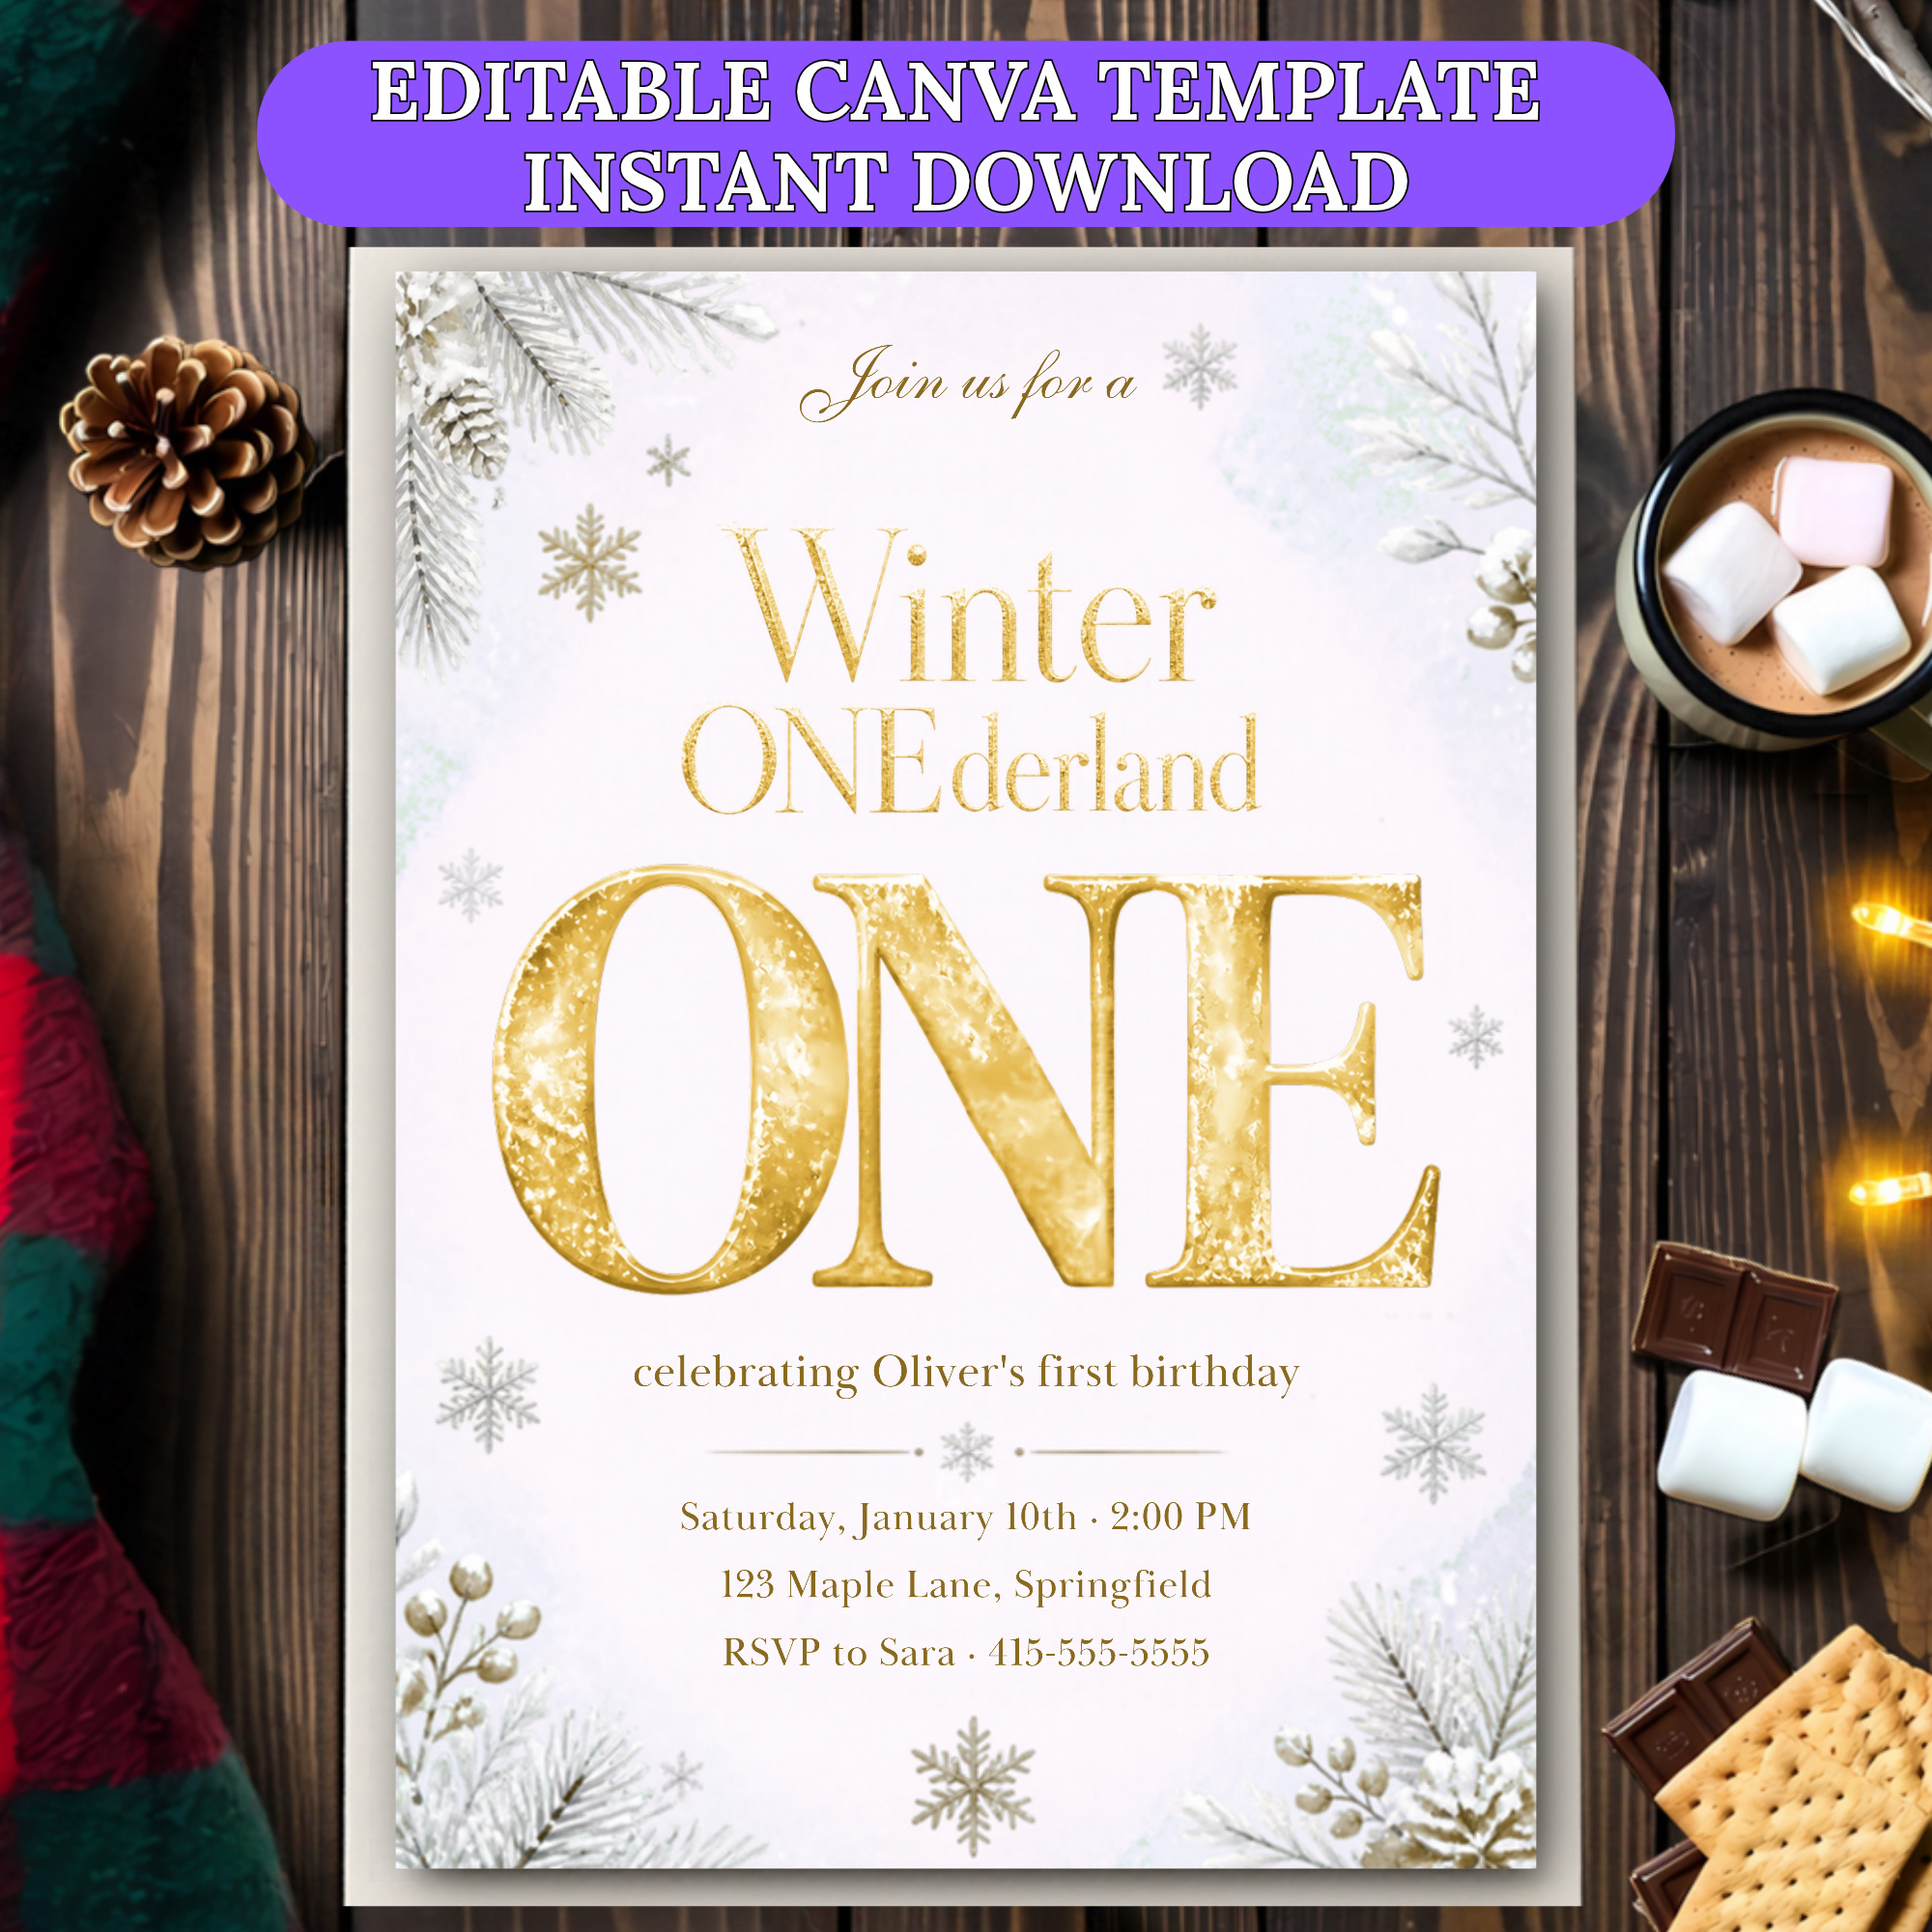 EDITABLE CANVA TEMPLATE
INSTANT DOWNLOAD
Join us for a
Winter
ONEderland
ONE
celebrating Oliver's first birthday
Saturday, January 10th · 2:00 PM
123 Maple Lane, Springfield
RSVP to Sara · 415-555-5555